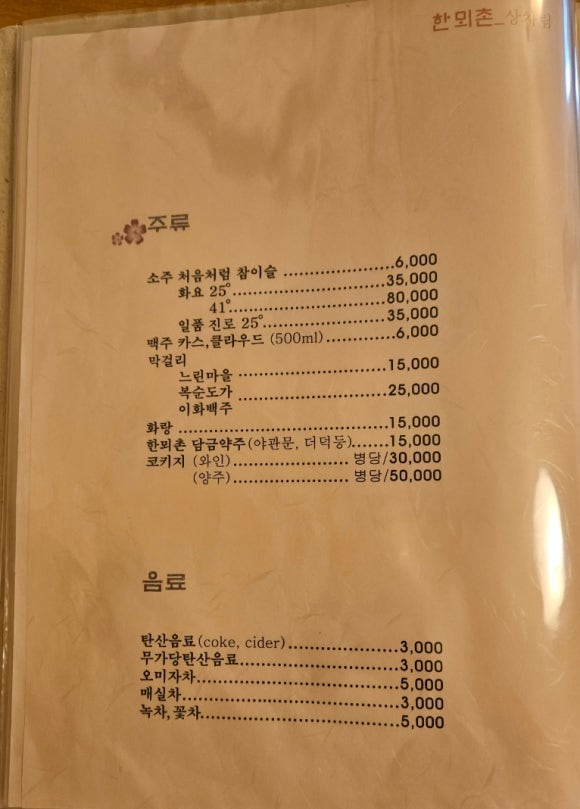 한뫼촌_상차림
주류
소주 처음처럼 참이슬 ........................6,000
화요 25°.................................35,000
41°.................................80,000
일품 진로 25°..........................35,000
맥주 카스,클라우드 (500ml)...............6,000
막걸리
느린마을 ................................15,000
복순도가 ................................25,000
이화백주
화랑 .............................................15,000
한뫼촌 담금약주(야관문, 더덕등).......15,000
코키지 (와인)......................... 병당/30,000
(양주)......................... 병당/50,000
음료
탄산음료(coke, cider)........................3,000
무가당탄산음료..................................3,000
오미자차............................................5,000
매실차..............................................3,000
녹차, 꽃차.........................................5,000